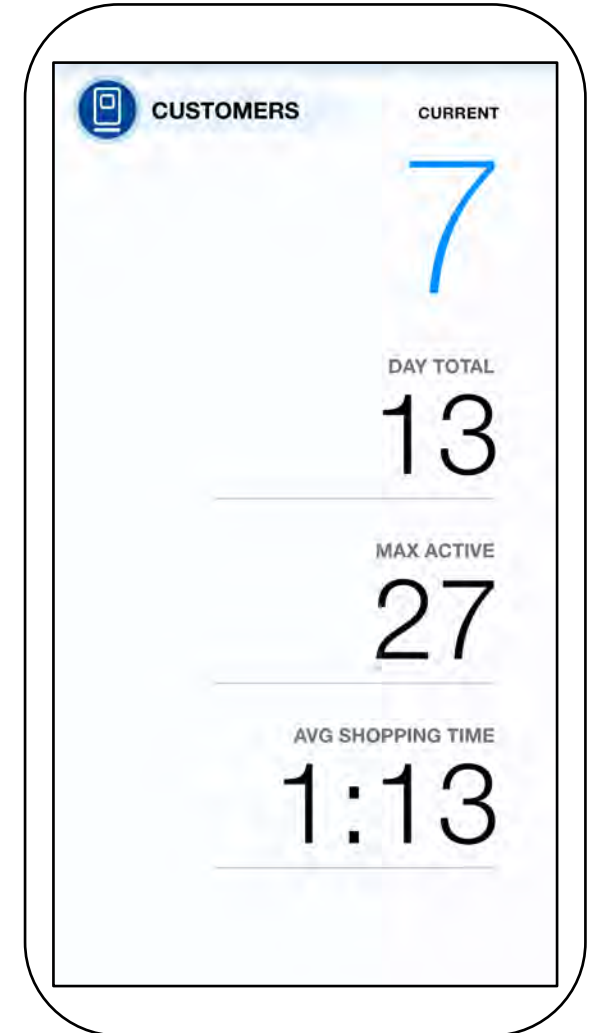 CUSTOMERS CURRENT
7
DAY TOTAL
13
MAX ACTIVE
27
AVG SHOPPING TIME
1:13